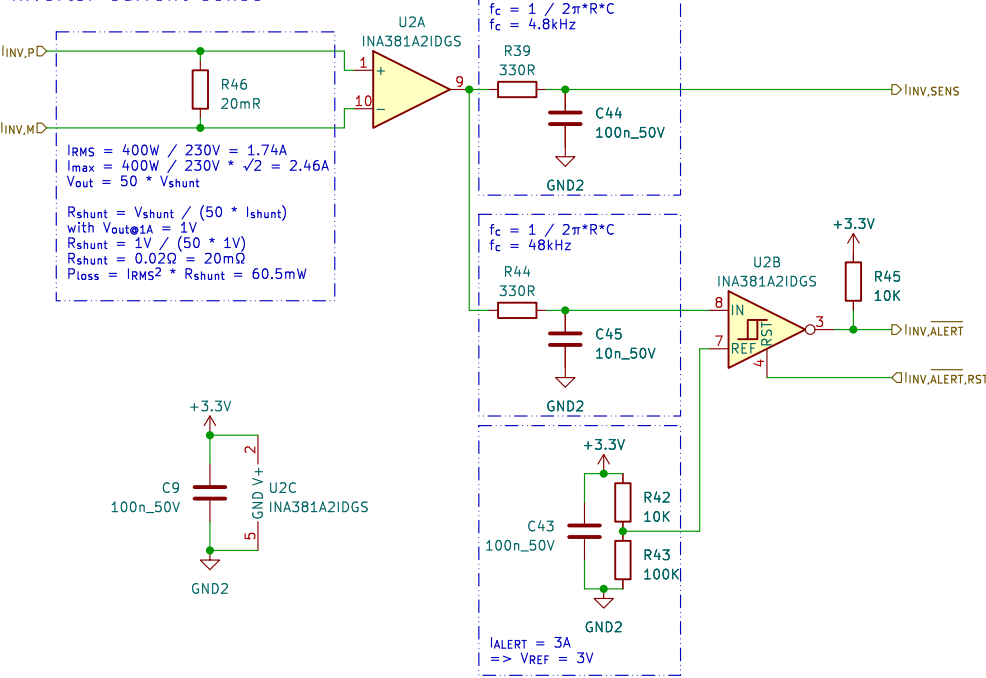 fc = 1 / 2π*R*C
fc = 4.8kHz
U2A
INA381A2IDGS
IINV,P
1
+
10
−
9
R46
20mR
IINV,M
R39
330R
C44
100n_50V
GND2
IINV,SENS
IRMS = 400W / 230V = 1.74A
Imax = 400W / 230V * √2 = 2.46A
Vout = 50 * Vshunt
Rshunt = Vshunt / (50 * Ishunt)
with Vout@1A = 1V
Rshunt = 1V / (50 * 1V)
Rshunt = 0.02Ω = 20mΩ
Ploss = IRMS² * Rshunt = 60.5mW
fc = 1 / 2π*R*C
fc = 48kHz
R44
330R
C45
10n_50V
GND2
+3.3V
R45
10K
U2B
INA381A2IDGS
8
IN
7
REF
RST
4
3
IINV,ALERT
IINV,ALERT,RST
+3.3V
C9
100n_50V
2
V+
GND
5
U2C
INA381A2IDGS
GND2
+3.3V
R42
10K
C43
100n_50V
R43
100K
GND2
IALERT = 3A
=> VREF = 3V